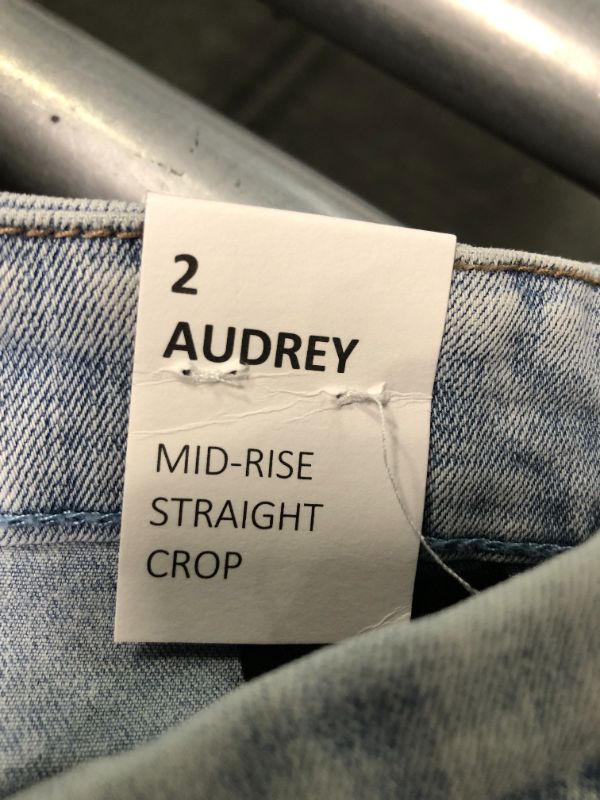 2
AUDREY
MID-RISE
STRAIGHT
CROP